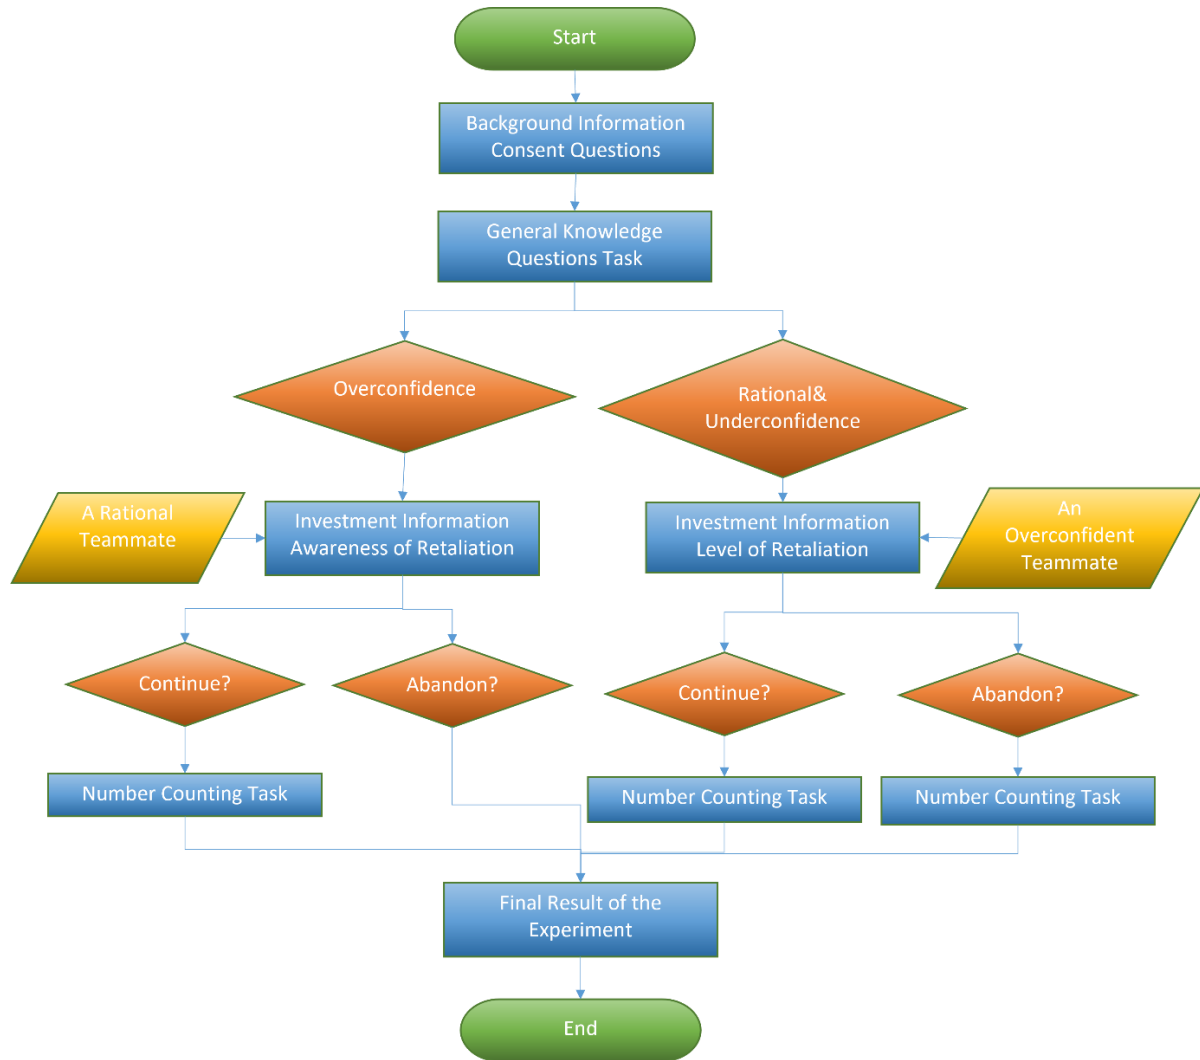 Start
Background Information
Consent Questions
General Knowledge
Questions Task
Overconfidence
Rational&
Underconfidence
A Rational
Teammate
Investment Information
Awareness of Retaliation
Investment Information
Level of Retaliation
An
Overconfident
Teammate
Continue?
Abandon?
Continue?
Abandon?
Number Counting Task
Number Counting Task
Number Counting Task
Final Result of the
Experiment
End